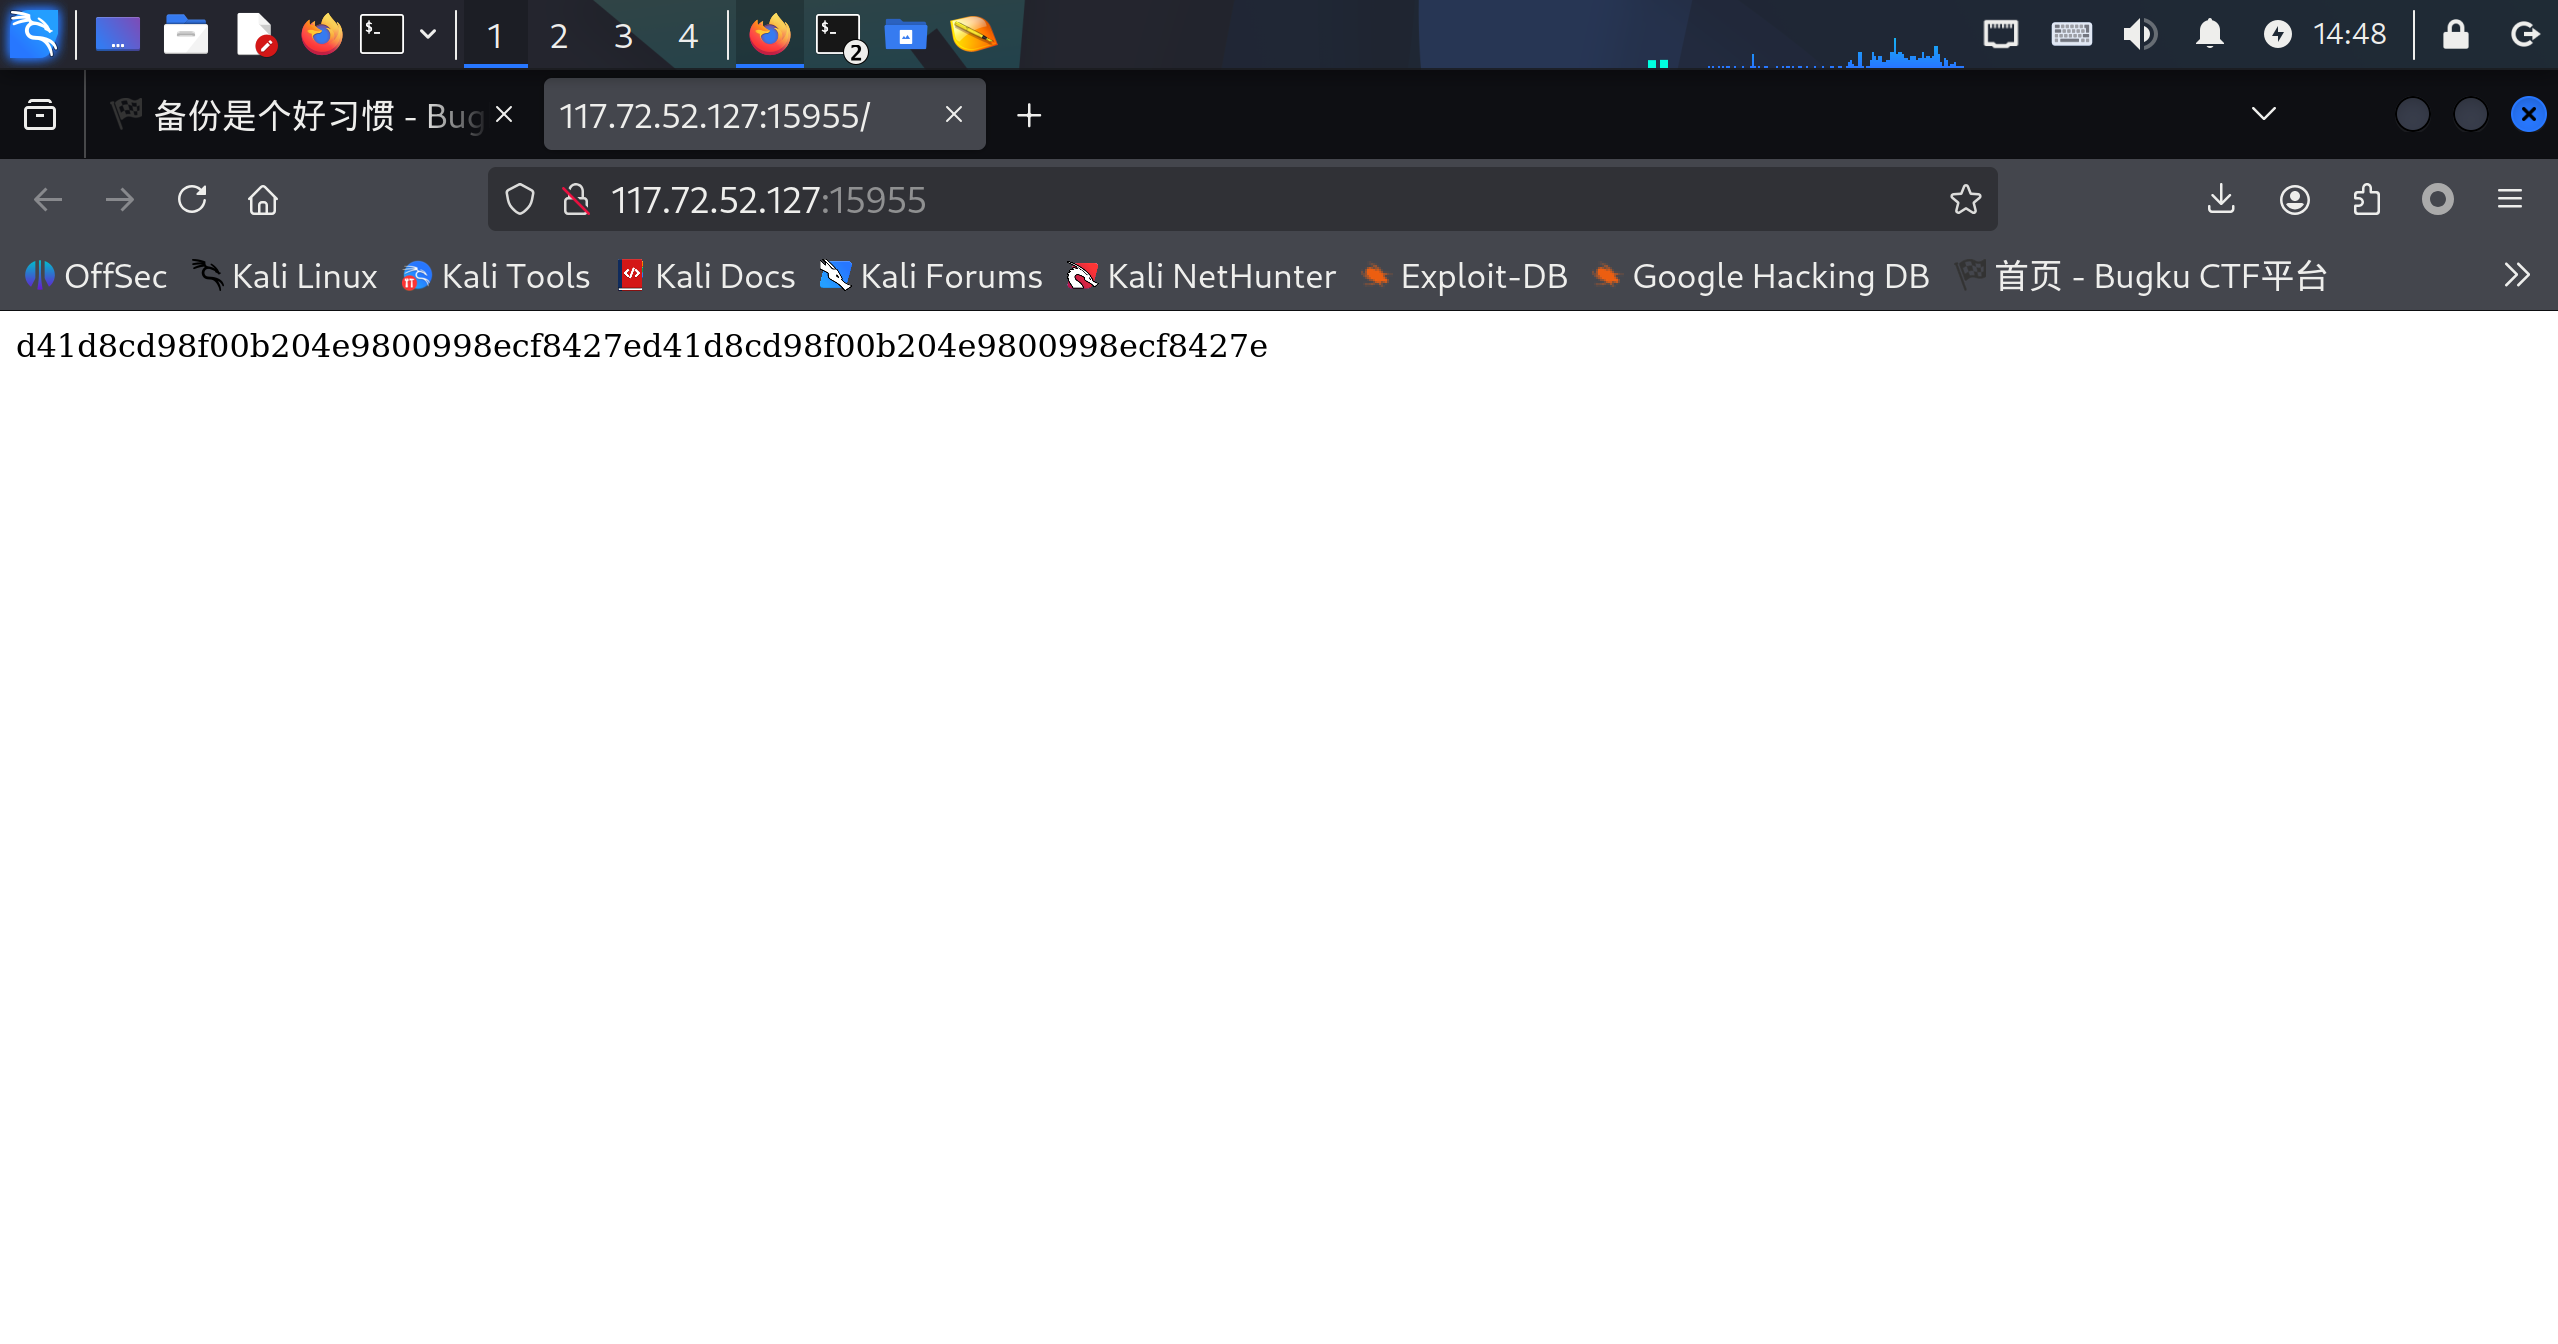 1 2 3 4 2 14:48
备份是个好习惯 - Bug 117.72.52.127:15955/
117.72.52.127:15955
OffSec Kali Linux Kali Tools Kali Docs Kali Forums Kali NetHunter Exploit-DB Google Hacking DB 首页 - Bugku CTF平台
d41d8cd98f00b204e9800998ecf8427ed41d8cd98f00b204e9800998ecf8427e